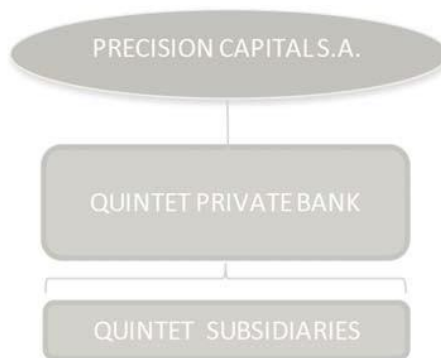 PRECISION CAPITAL S.A.
QUINTET PRIVATE BANK
QUINTET SUBSIDIARIES